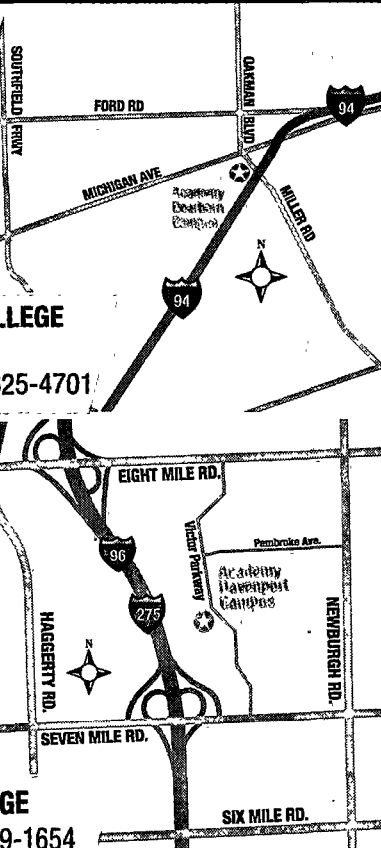 SOUTHFIELD FRWY
FORD RD
OAKMAN BLVD
94
MICHIGAN AVE
Academy
Dearborn
Campus
MILLER RD
N
94
LLEGE
825-4701
EIGHT MILE RD.
96
Victor Parkway
Pembroke Ave.
Academy
Davenport
Campus
275
HAGGERTY RD.
N
NEWBURGH RD.
SEVEN MILE RD.
GE
SIX MILE RD.
9-1654